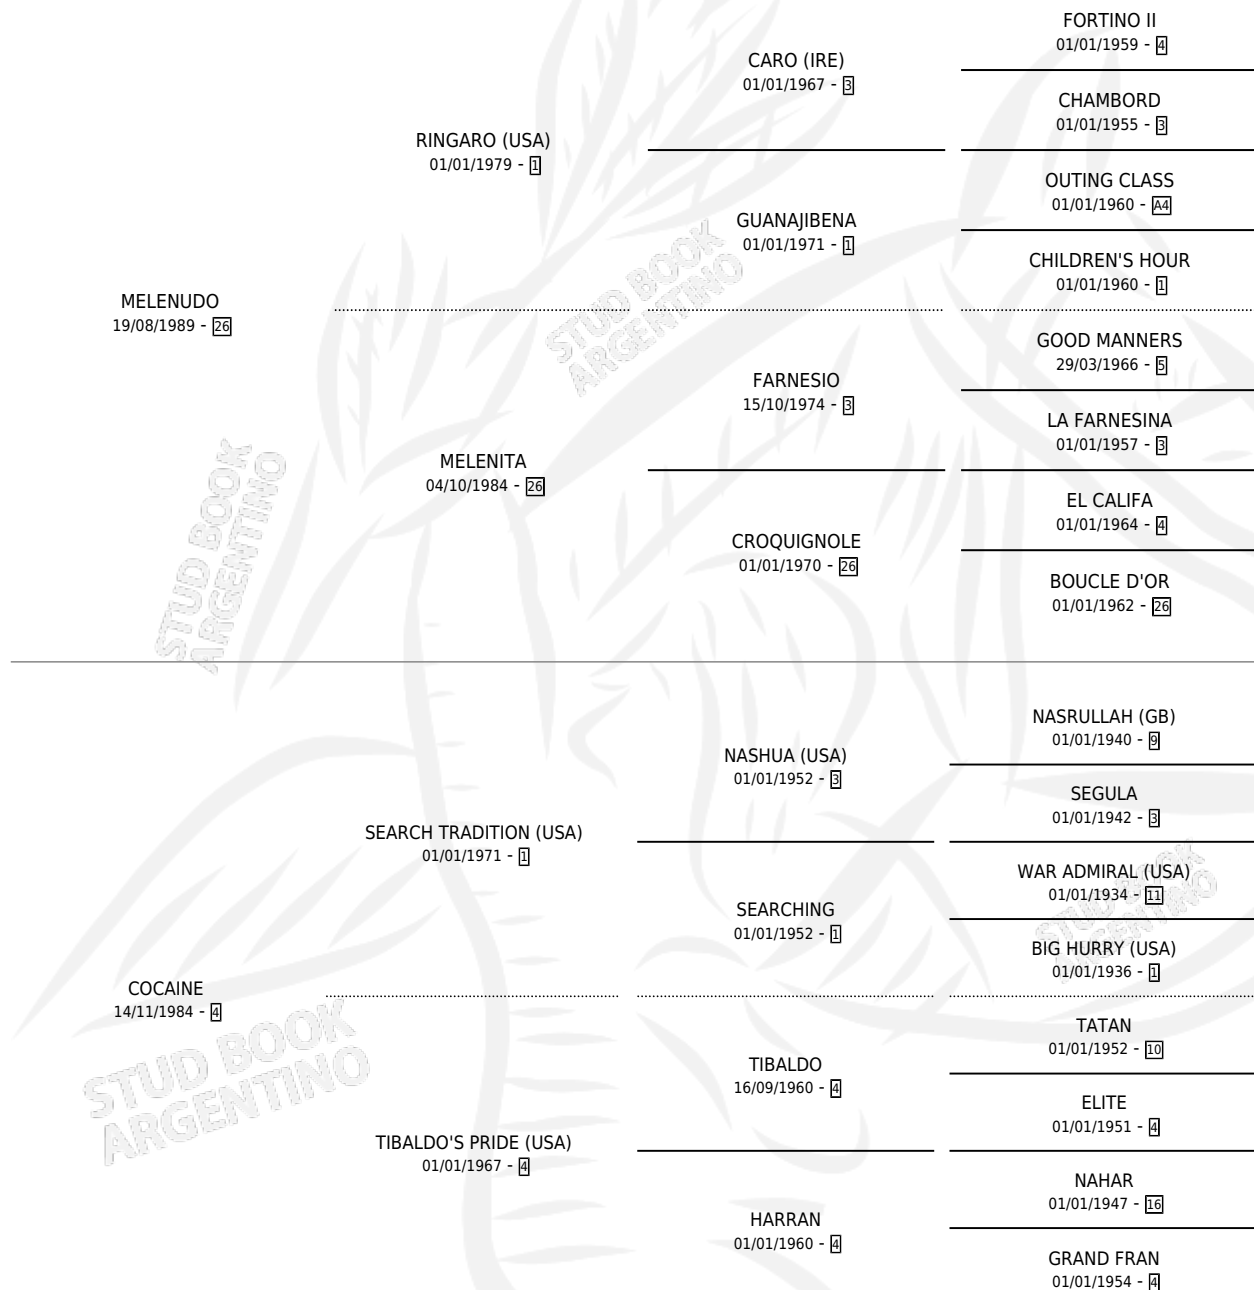 FORTINO II
01/01/1959 - 4
CARO (IRE)
01/01/1967 - 3
CHAMBORD
01/01/1955 - 3
RINGARO (USA)
01/01/1979 - 1
OUTING CLASS
01/01/1960 - A4
GUANAJIBENA
01/01/1971 - 1
CHILDREN'S HOUR
01/01/1960 - 1
MELENUDO
19/08/1989 - 26
GOOD MANNERS
29/03/1966 - 5
FARNESIO
15/10/1974 - 3
LA FARNESINA
01/01/1957 - 3
MELENITA
04/10/1984 - 26
EL CALIFA
01/01/1964 - 4
CROQUIGNOLE
01/01/1970 - 26
BOUCLE D'OR
01/01/1962 - 26
NASRULLAH (GB)
01/01/1940 - 9
NASHUA (USA)
01/01/1952 - 3
SEGULA
01/01/1942 - 3
SEARCH TRADITION (USA)
01/01/1971 - 1
WAR ADMIRAL (USA)
01/01/1934 - 11
SEARCHING
01/01/1952 - 1
BIG HURRY (USA)
01/01/1936 - 1
COCAINE
14/11/1984 - 4
TATAN
01/01/1952 - 10
TIBALDO
16/09/1960 - 4
ELITE
01/01/1951 - 4
TIBALDO'S PRIDE (USA)
01/01/1967 - 4
NAHAR
01/01/1947 - 16
HARRAN
01/01/1960 - 4
GRAND FRAN
01/01/1954 - 4
STUD BOOK
ARGENTINO
STUD BOOK
ARGENTINO
STUD BOOK
ARGENTINO
STUD BOOK
ARGENTINO